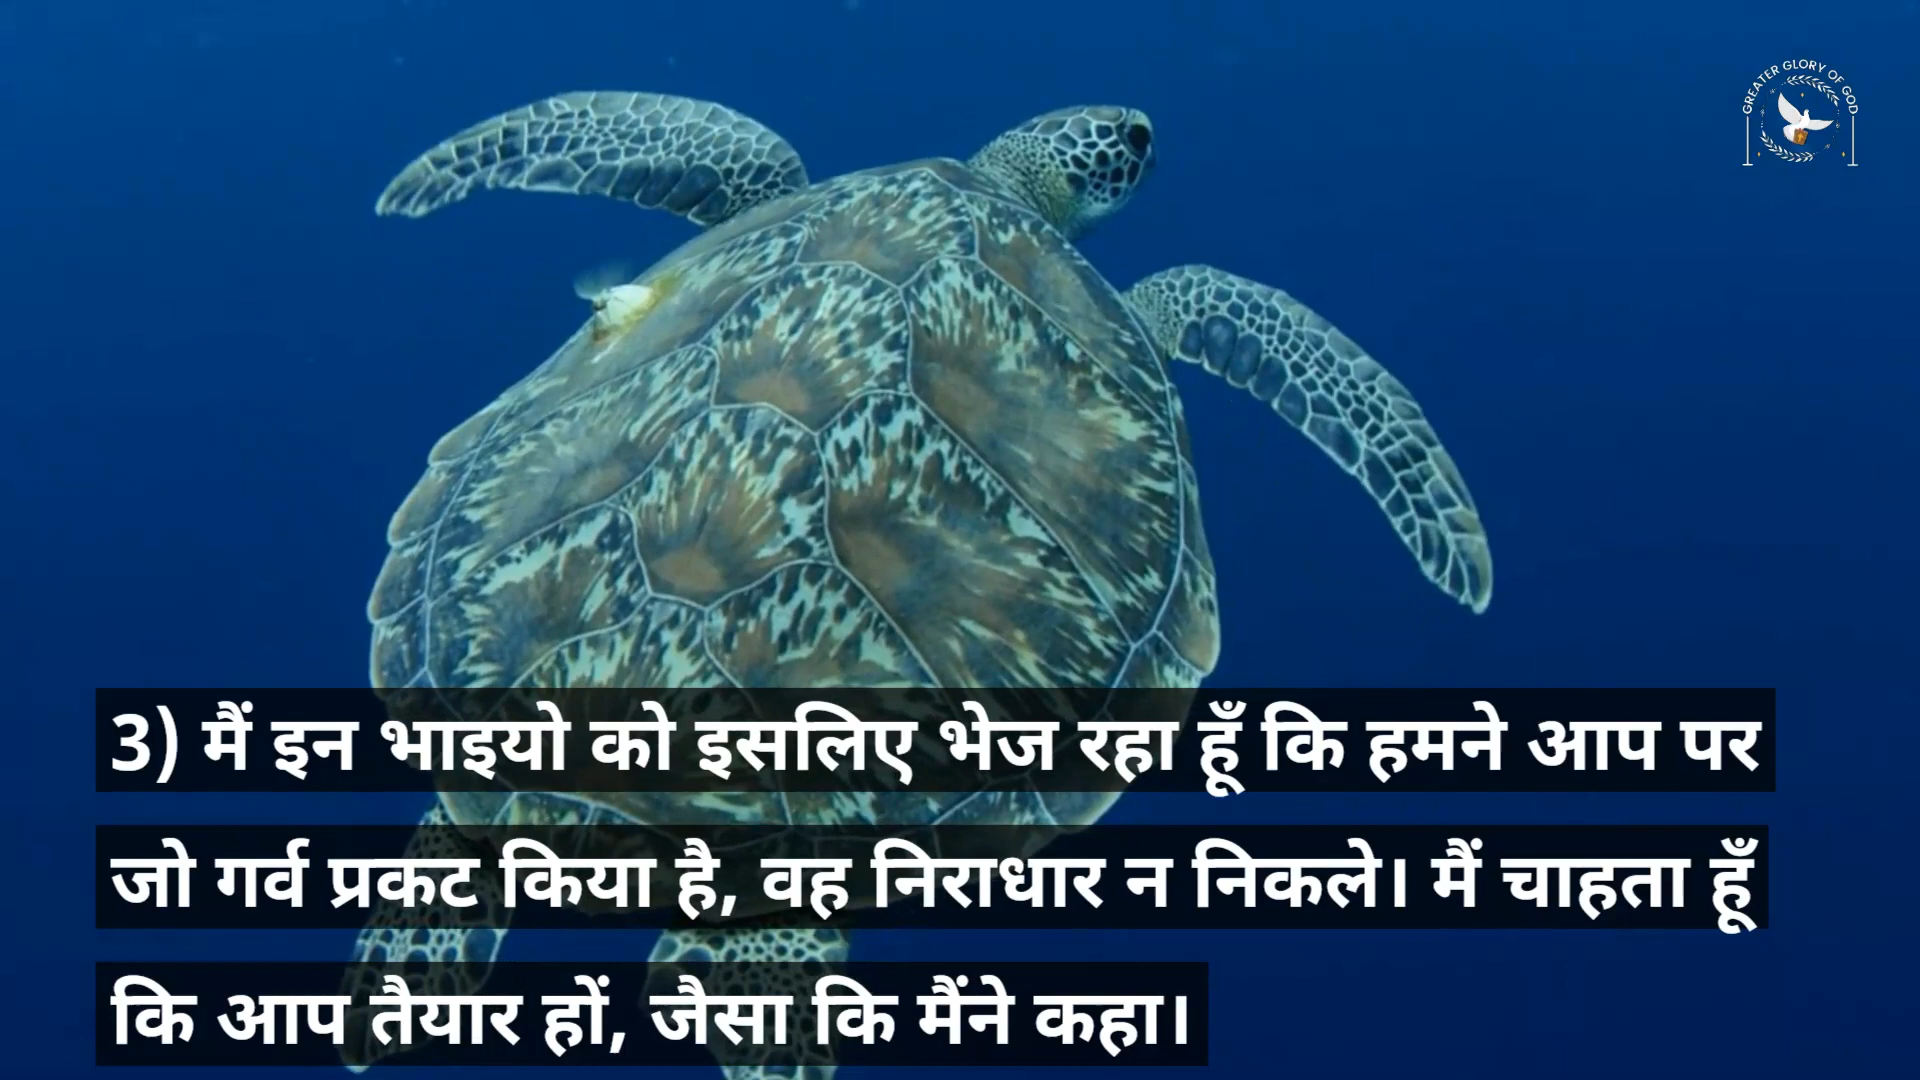 GREATER GLORY OF GOD
3) मैं इन भाइयो को इसलिए भेज रहा हूँ कि हमने आप पर
जो गर्व प्रकट किया है, वह निराधार न निकले। मैं चाहता हूँ
कि आप तैयार हों, जैसा कि मैंने कहा।